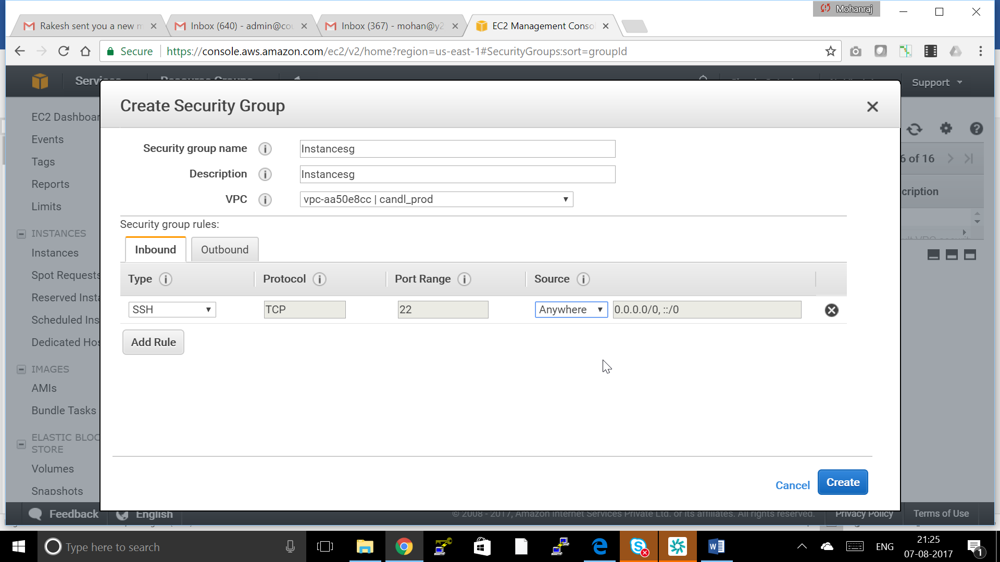 Mohanraj
Rakesh sent you a new m
Inbox (640) - admin@cou
Inbox (367) - mohan@y2
EC2 Management Conso
Secure
https://console.aws.amazon.com/ec2/v2/home?region=us-east-1#SecurityGroups:sort=groupId
Services
Resource Groups
Support
Create Security Group
EC2 Dashboar
Events
Tags
Reports
Limits
INSTANCES
Instances
Spot Requests
Reserved Insta
Scheduled Ins
Dedicated Hos
IMAGES
AMIs
Bundle Tasks
ELASTIC BLOC
STORE
Volumes
Snapshots
Security group name
i
Instancesg
Description
i
Instancesg
VPC
i
vpc-aa50e8cc | candl_prod
Security group rules:
Inbound
Outbound
Type i
Protocol i
Port Range i
Source i
SSH
TCP
22
Anywhere
0.0.0.0/0, ::/0
Add Rule
6 of 16
cription
Cancel
Create
Feedback
English
© 2008 - 2017, Amazon Internet Services Private Ltd. or its affiliates. All rights reserved.
Privacy Policy
Terms of Use
Type here to search
ENG
21:25
07-08-2017
1